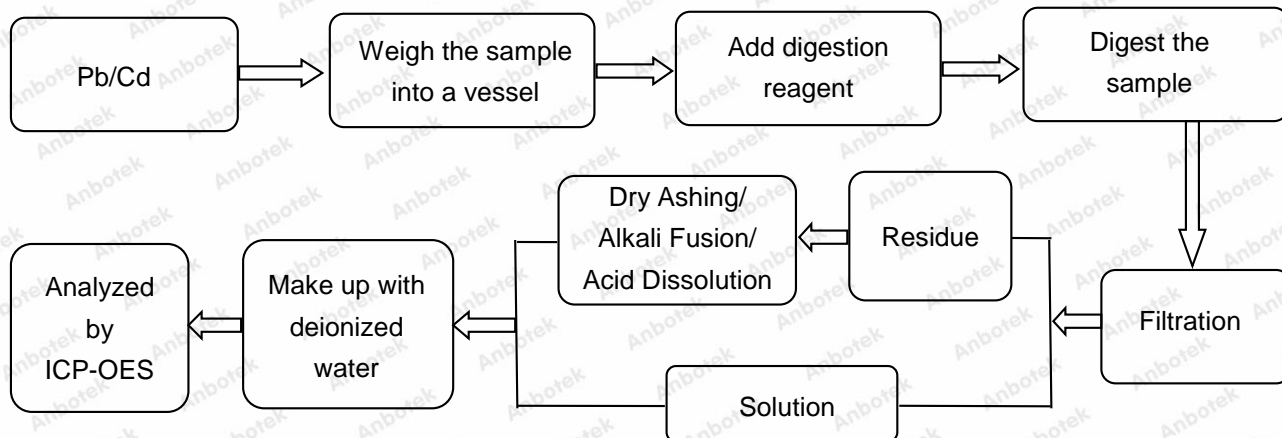 Pb/Cd
Weigh the sample
into a vessel
Add digestion
reagent
Digest the
sample
Filtration
Residue
Dry Ashing/
Alkali Fusion/
Acid Dissolution
Solution
Make up with
deionized
water
Analyzed
by
ICP-OES
Anbotek